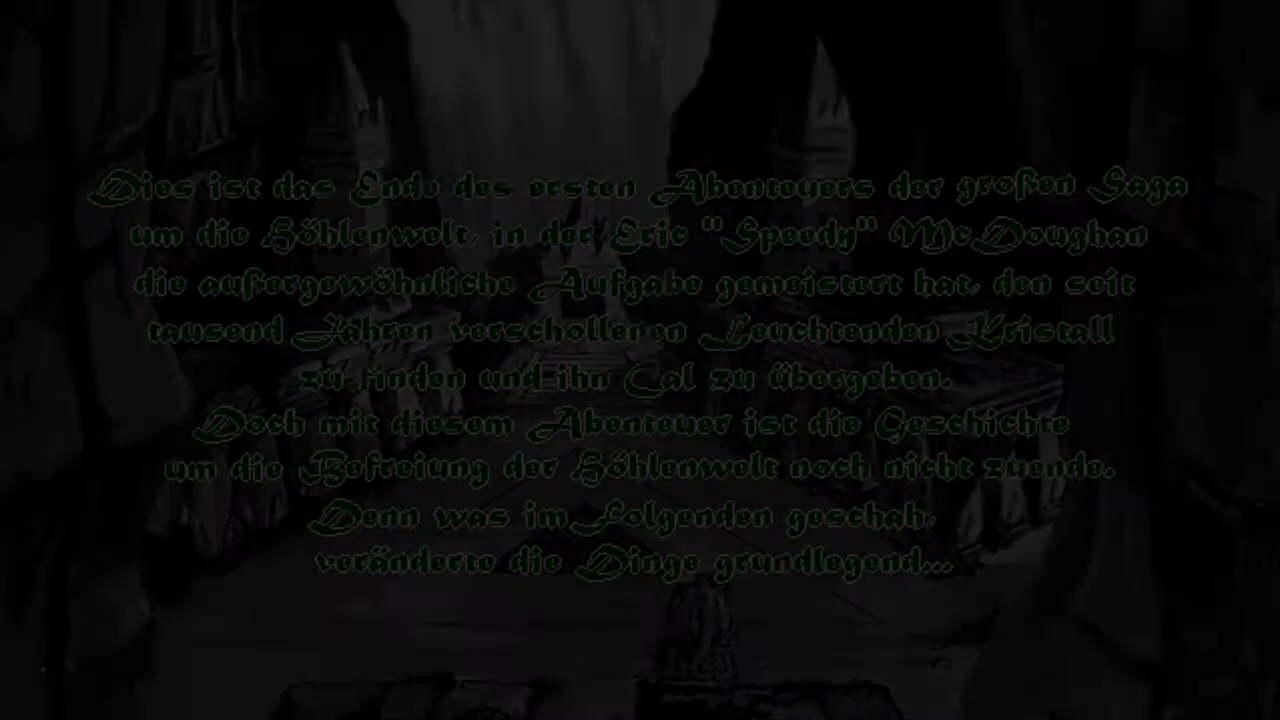 Dies ist das Ende des ersten Abenteuers der großen Saga
um die Höhlenwelt, in der Eric "Speedy" McDoughan
die außergewöhnliche Aufgabe gemeistert hat, den seit
tausend Jahren verschollenen Leuchtenden Kristall
zu finden und ihn Cal zu übergeben.
Doch mit diesem Abenteuer ist die Geschichte
um die Befreiung der Höhlenwelt noch nicht zuende.
Denn was im Folgenden geschah,
veränderte die Dinge grundlegend...